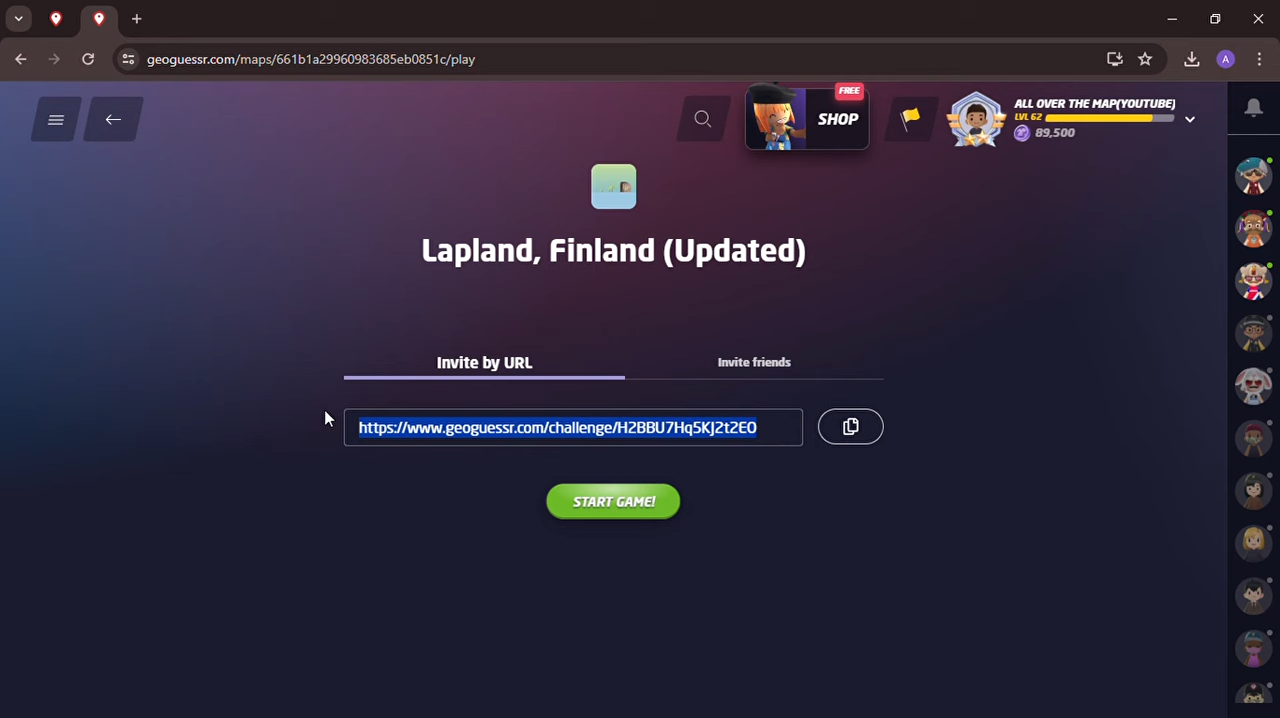 geoguessr.com/maps/661b1a29960983685eb0851c/play
A
FREE
SHOP
ALL OVER THE MAP(YOUTUBE)
LVL 62
89,500
Lapland, Finland (Updated)
Invite by URL
Invite friends
https://www.geoguessr.com/challenge/H2BBU7Hq5KJ2t2EO
START GAME!